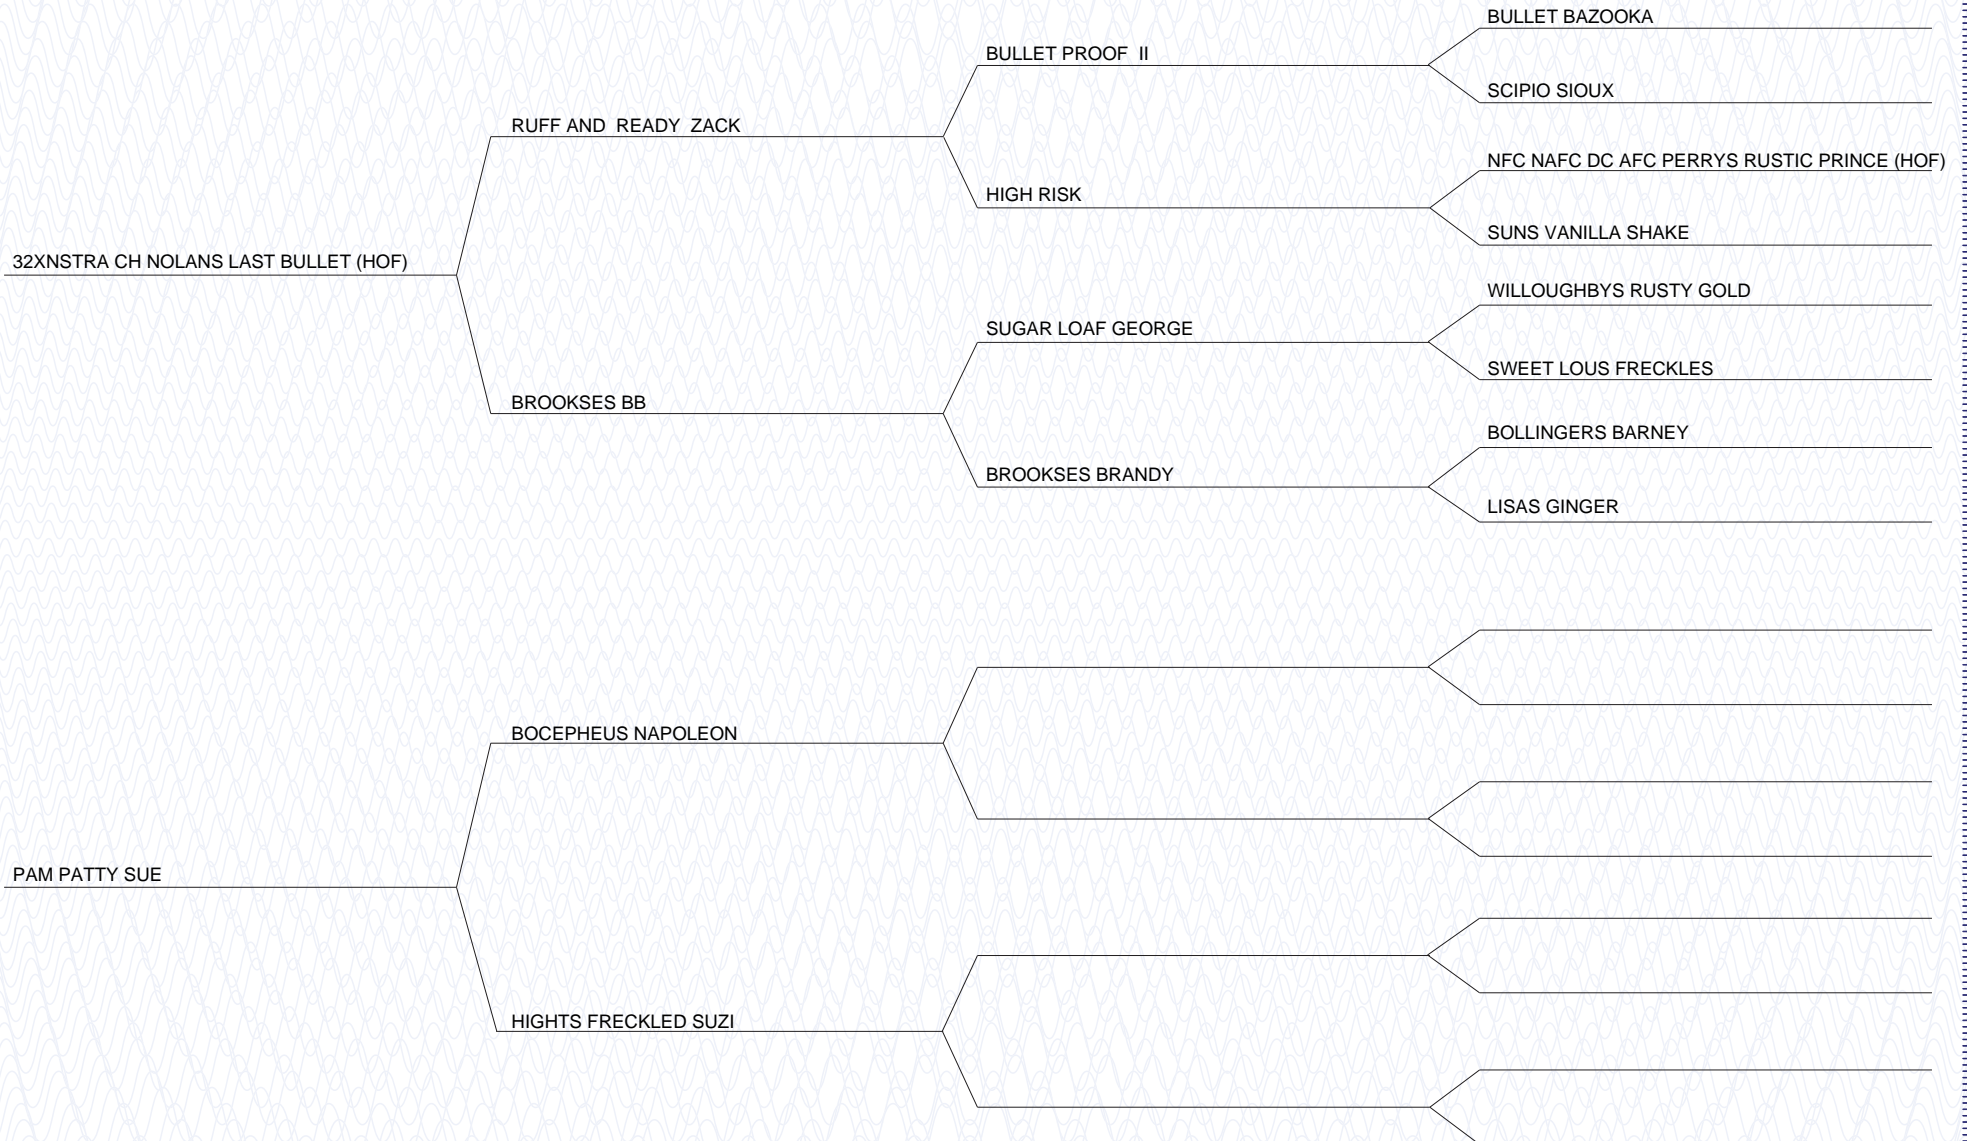 BULLET BAZOOKA
BULLET PROOF  II
SCIPIO SIOUX
RUFF AND  READY  ZACK
NFC NAFC DC AFC PERRYS RUSTIC PRINCE (HOF)
HIGH RISK
SUNS VANILLA SHAKE
32XNSTRA CH NOLANS LAST BULLET (HOF)
WILLOUGHBYS RUSTY GOLD
SUGAR LOAF GEORGE
SWEET LOUS FRECKLES
BROOKSES BB
BOLLINGERS BARNEY
BROOKSES BRANDY
LISAS GINGER
BOCEPHEUS NAPOLEON
PAM PATTY SUE
HIGHTS FRECKLED SUZI